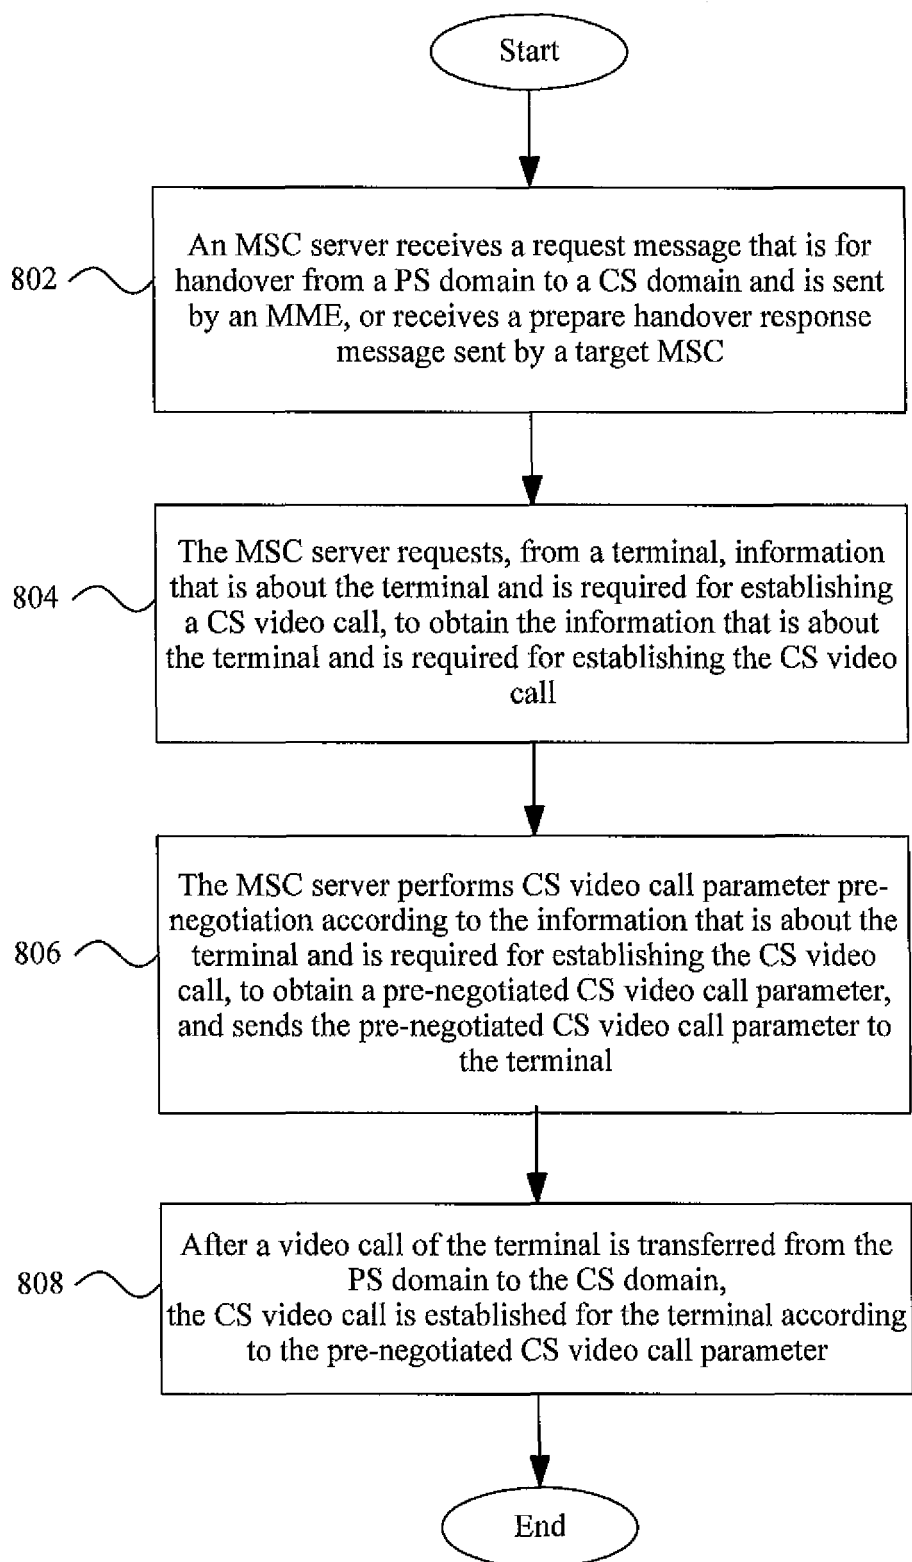 Start
802
An MSC server receives a request message that is for
handover from a PS domain to a CS domain and is sent
by an MME, or receives a prepare handover response
message sent by a target MSC
804
The MSC server requests, from a terminal, information
that is about the terminal and is required for establishing
a CS video call, to obtain the information that is about
the terminal and is required for establishing the CS video
call
806
The MSC server performs CS video call parameter pre-
negotiation according to the information that is about the
terminal and is required for establishing the CS video
call, to obtain a pre-negotiated CS video call parameter,
and sends the pre-negotiated CS video call parameter to
the terminal
808
After a video call of the terminal is transferred from the
PS domain to the CS domain,
the CS video call is established for the terminal according
to the pre-negotiated CS video call parameter
End